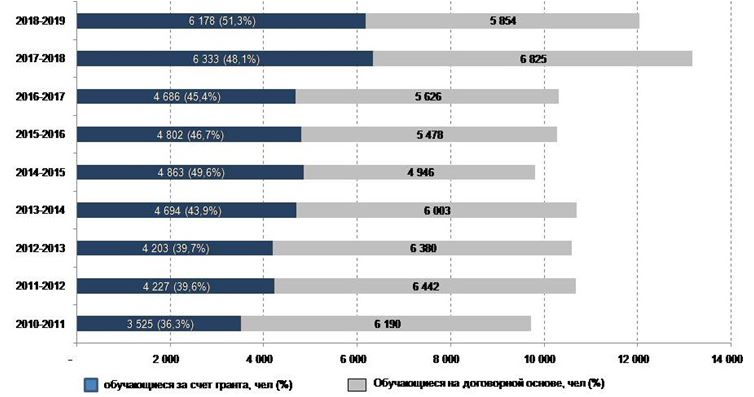 2018-2019 6 178 (51,3%) 5 854
2017-2018 6 333 (48,1%) 6 825
2016-2017 4 686 (45,4%) 5 626
2015-2016 4 802 (46,7%) 5 478
2014-2015 4 863 (49,6%) 4 946
2013-2014 4 694 (43,9%) 6 003
2012-2013 4 203 (39,7%) 6 380
2011-2012 4 227 (39,6%) 6 442
2010-2011 3 525 (36,3%) 6 190
– 2 000 4 000 6 000 8 000 10 000 12 000 14 000
обучающиеся за счет гранта, чел (%) Обучающиеся на договорной основе, чел (%)